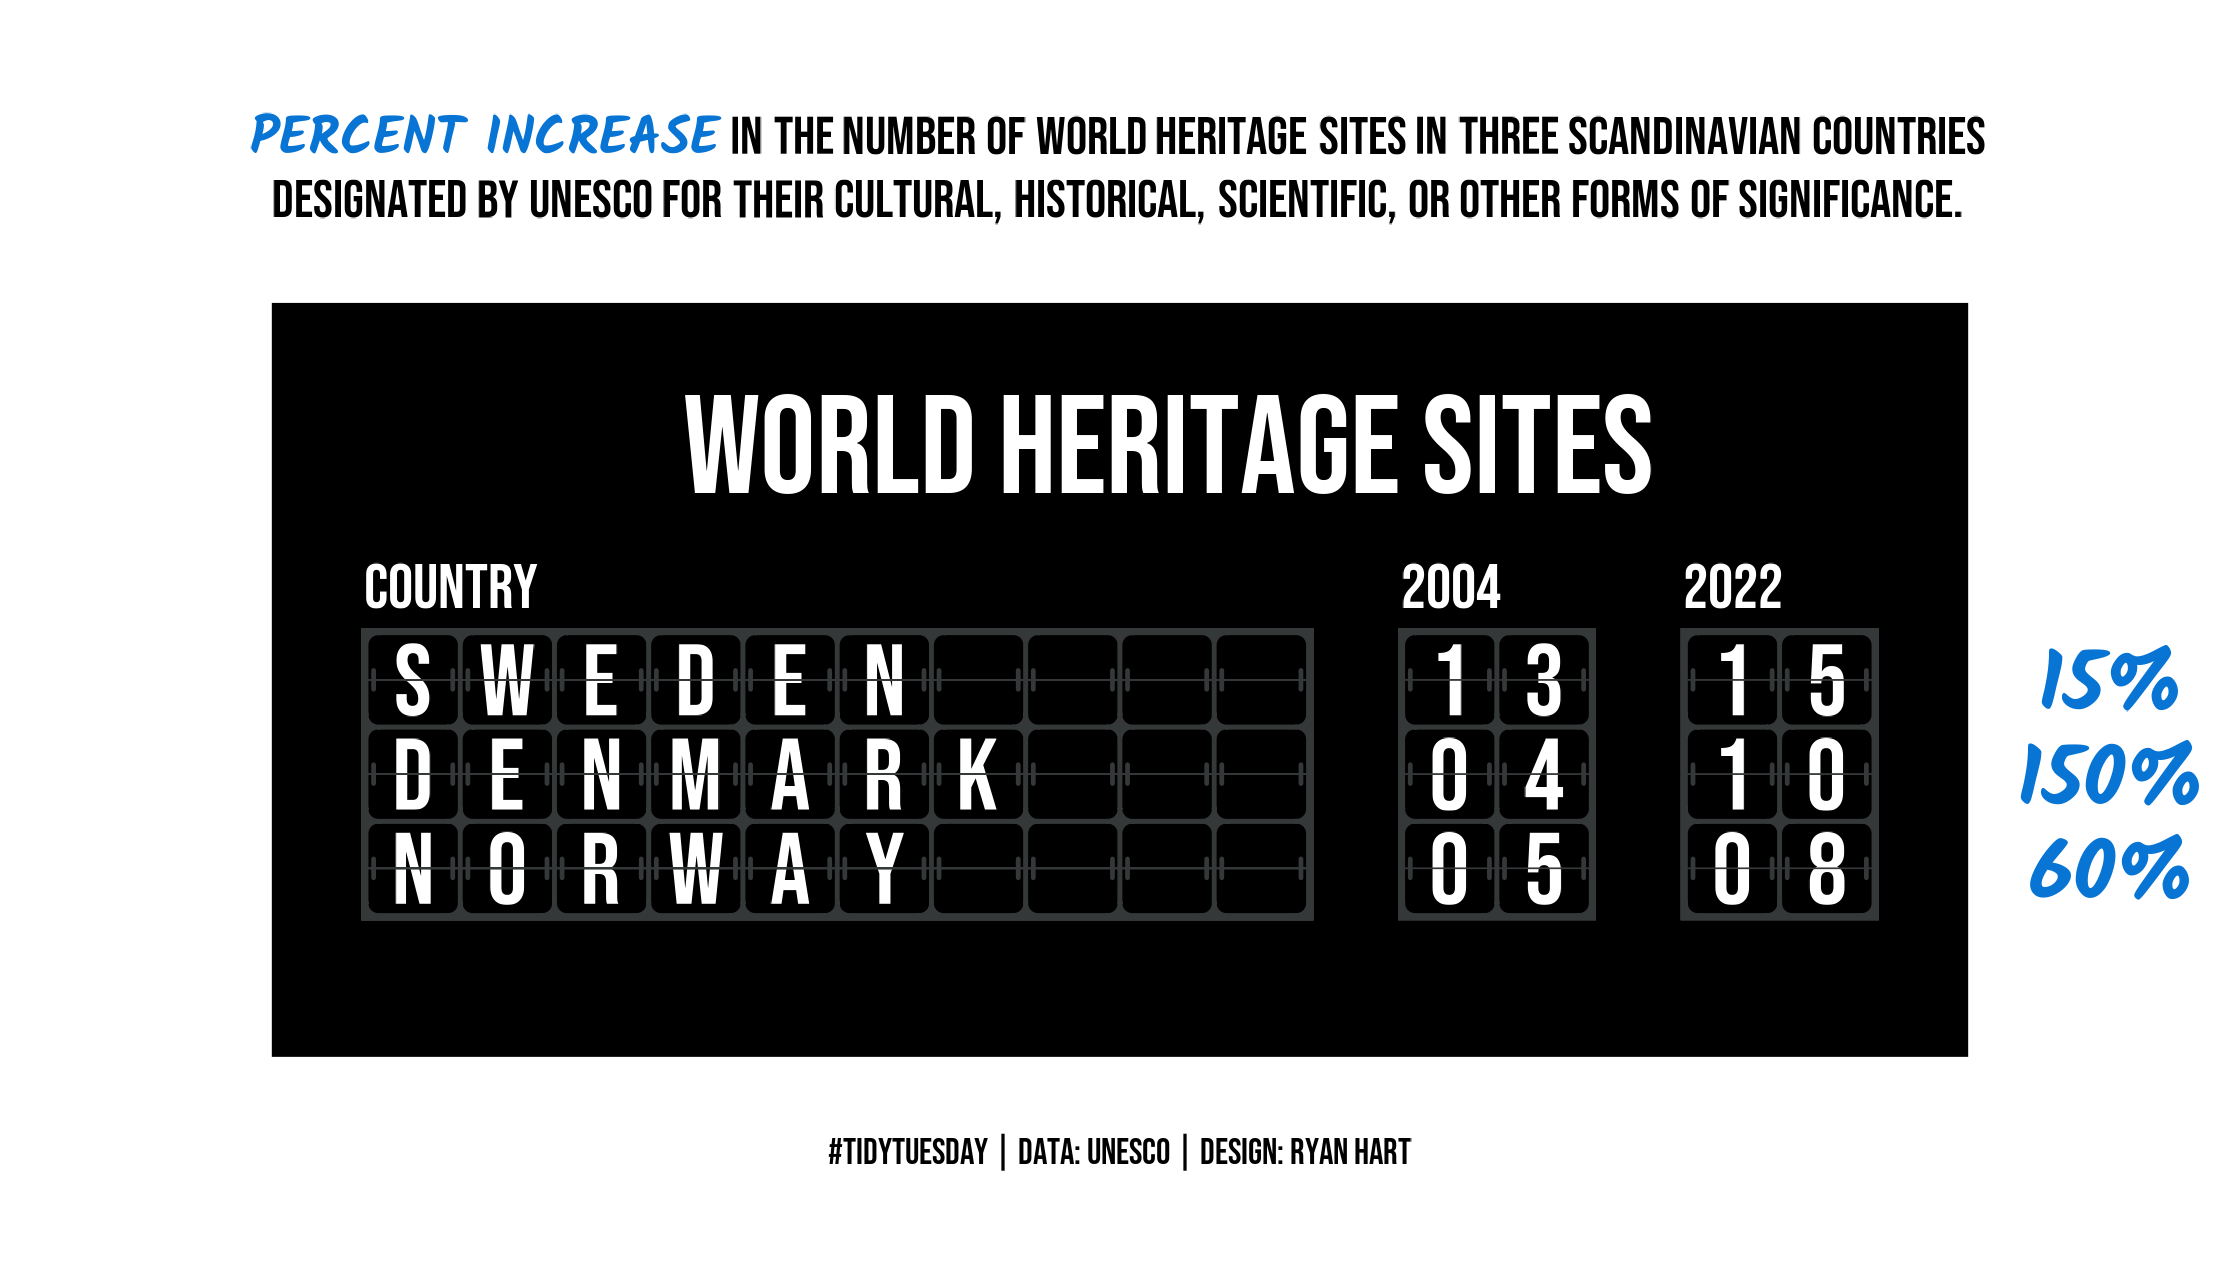 PERCENT INCREASE IN THE NUMBER OF WORLD HERITAGE SITES IN THREE SCANDINAVIAN COUNTRIES
DESIGNATED BY UNESCO FOR THEIR CULTURAL, HISTORICAL, SCIENTIFIC, OR OTHER FORMS OF SIGNIFICANCE.
WORLD HERITAGE SITES
COUNTRY 2004 2022
SWEDEN 13 15 15%
DENMARK 04 10 150%
NORWAY 05 08 60%
#TIDYTUESDAY | DATA: UNESCO | DESIGN: RYAN HART